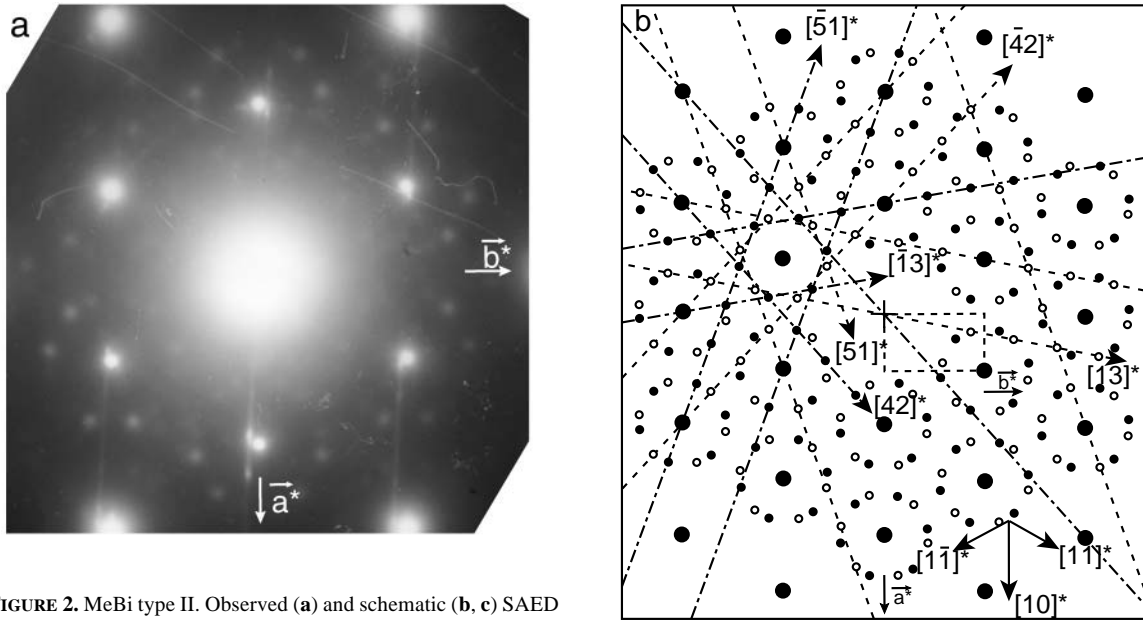 a
b⃗*
a⃗*
b
[5̄1]*
[4̄2]*
[1̄3]*
[51]*
[42]*
[13]*
b⃗*
[11̄]*
[11]*
[10]*
a⃗*
FIGURE 2. MeBi type II. Observed (a) and schematic (b, c) SAED